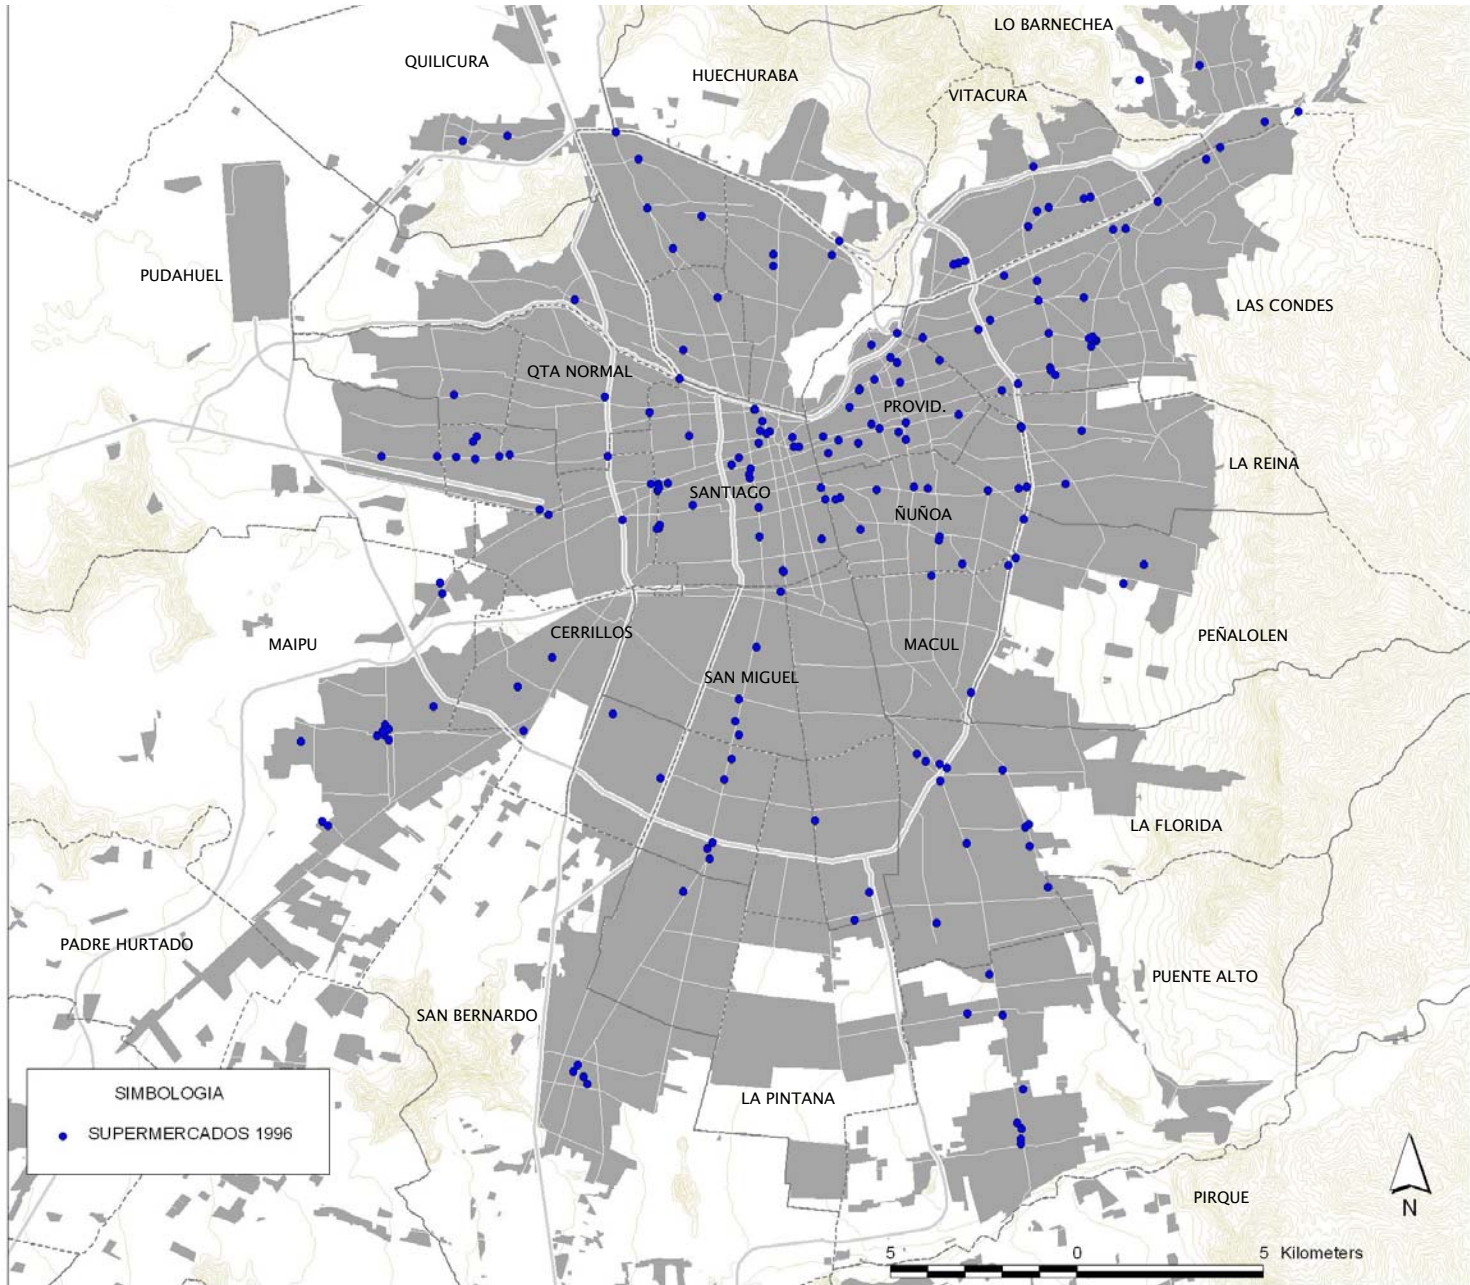 LO BARNECHEA
QUILICURA
HUECHURABA
VITACURA
PUDAHUEL
LAS CONDES
QTA NORMAL
PROVID.
LA REINA
SANTIAGO
ÑUÑOA
CERRILLOS
PEÑALOLEN
MAIPU
MACUL
SAN MIGUEL
LA FLORIDA
PADRE HURTADO
PUENTE ALTO
SAN BERNARDO
LA PINTANA
SIMBOLOGIA
SUPERMERCADOS 1996
PIRQUE
N
5 0 5 Kilometers